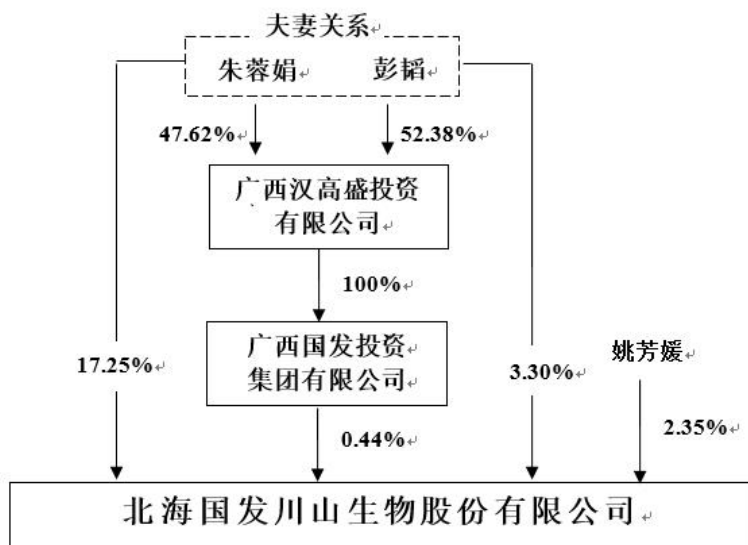 夫妻关系
朱蓉娟 彭韬
47.62% 52.38%
广西汉高盛投资
有限公司
100%
广西国发投资
集团有限公司
17.25%
3.30%
姚芳媛
0.44%
2.35%
北海国发川山生物股份有限公司